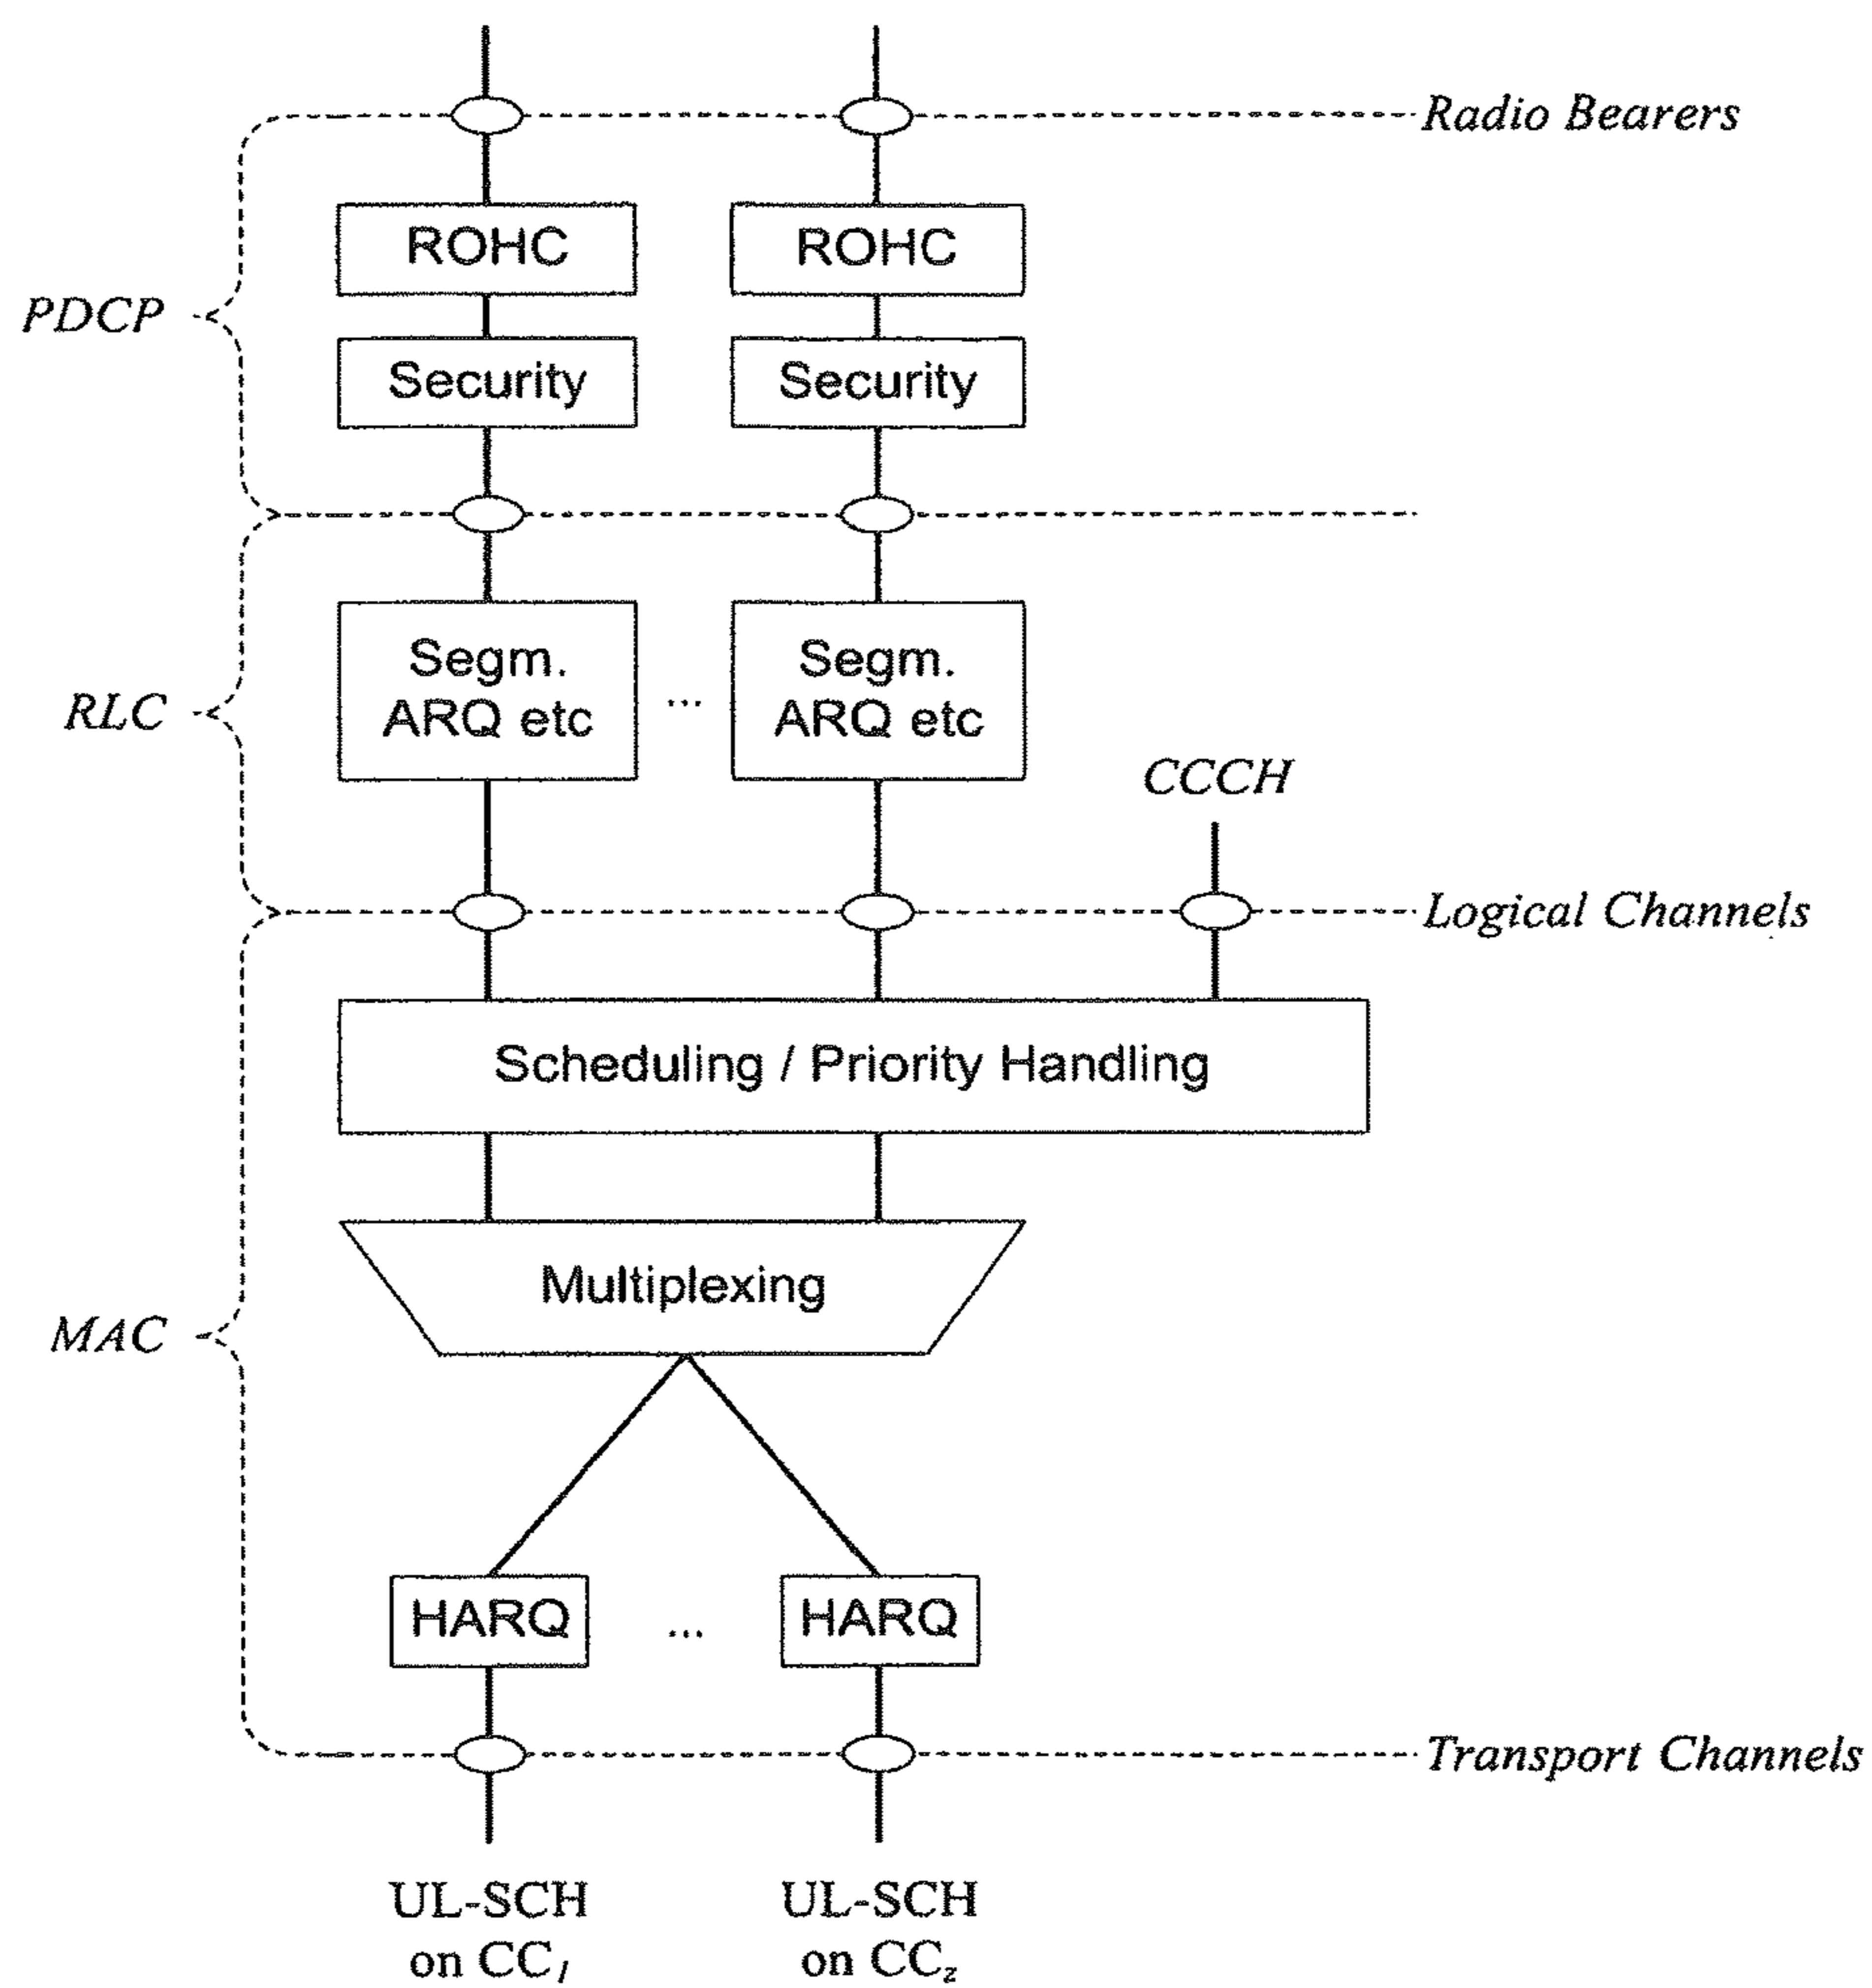 Radio Bearers
ROHC
ROHC
PDCP
Security
Security
Segm.
ARQ etc
...
Segm.
ARQ etc
RLC
CCCH
Logical Channels
Scheduling / Priority Handling
Multiplexing
MAC
HARQ
...
HARQ
Transport Channels
UL-SCH
on CC1
UL-SCH
on CCz